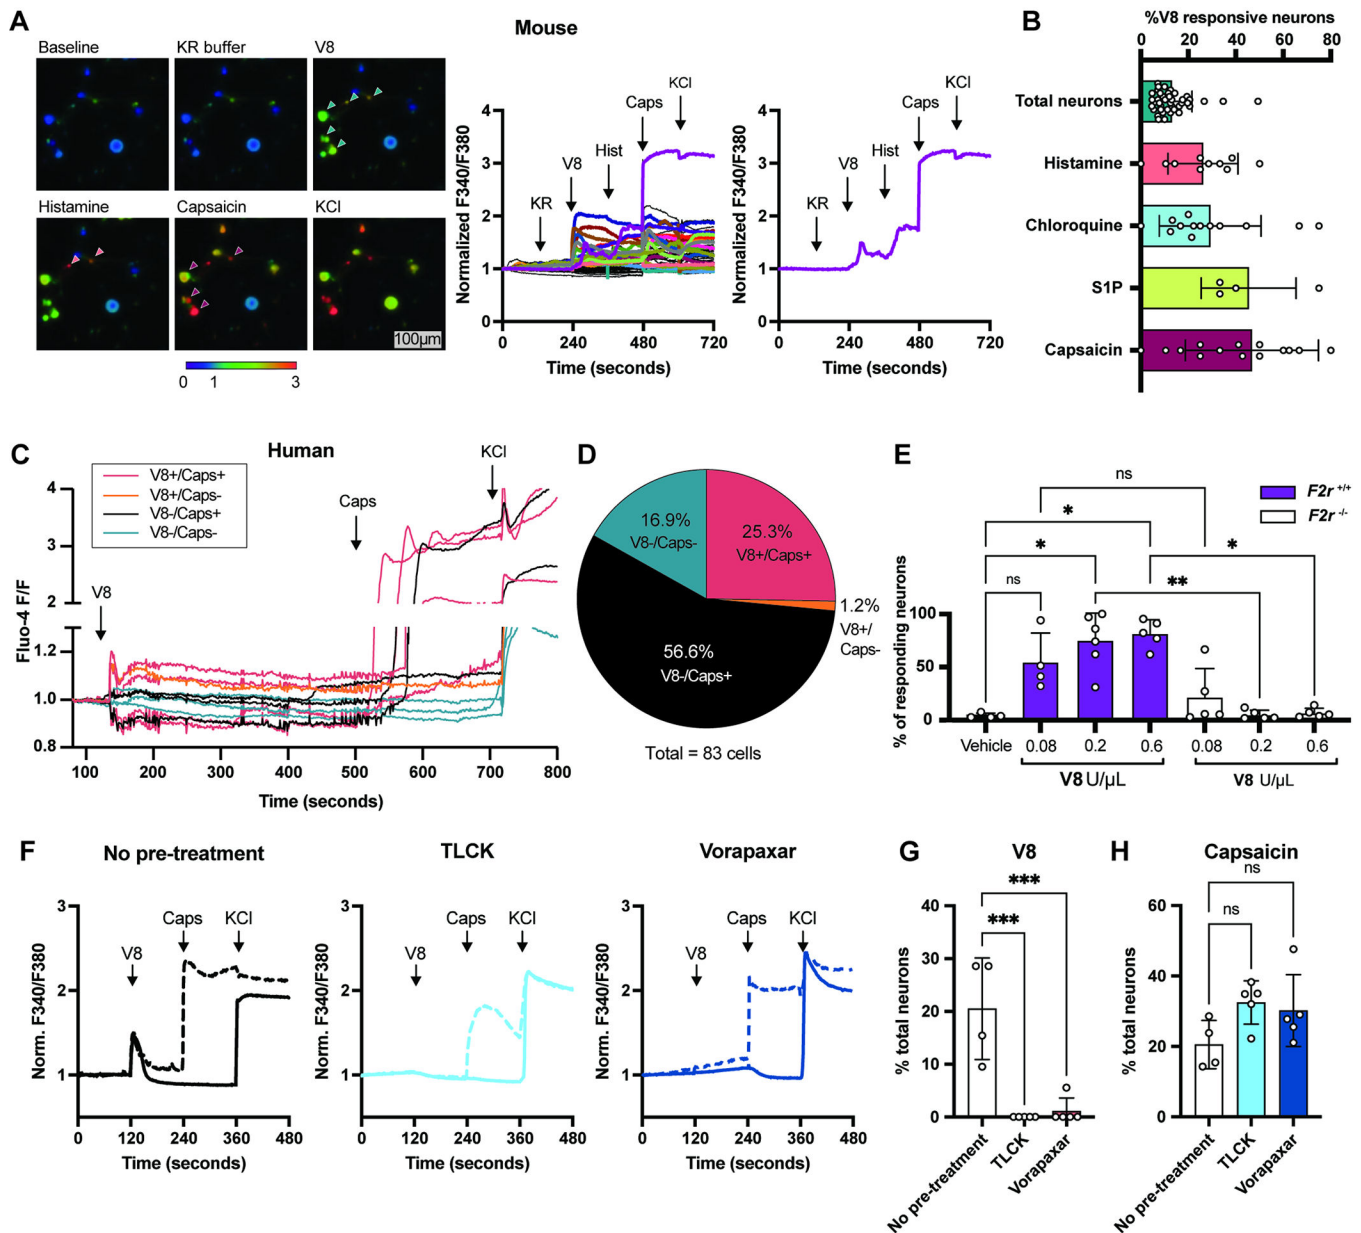 A
Mouse
Baseline
KR buffer
V8
Histamine
Capsaicin
KCl
100µm
0 1 3
Normalized F340/F380
4
3
2
1
0
KR
V8
Hist
Caps
KCl
0 240 480 720
Time (seconds)
Normalized F340/F380
4
3
2
1
0
KR
V8
Hist
Caps
KCl
0 240 480 720
Time (seconds)
B
%V8 responsive neurons
0 20 40 60 80
Total neurons
Histamine
Chloroquine
S1P
Capsaicin
C
Human
V8+/Caps+
V8+/Caps-
V8-/Caps+
V8-/Caps-
V8
Caps
KCl
Fluo-4 F/F
4
3
2
1.2
1.0
0.8
100 200 300 400 500 600 700 800
Time (seconds)
D
16.9%
V8-/Caps-
25.3%
V8+/Caps+
1.2%
V8+/
Caps-
56.6%
V8-/Caps+
Total = 83 cells
E
F2r +/+
F2r -/-
ns
*
*
*
ns
**
% of responding neurons
100
50
0
Vehicle 0.08 0.2 0.6 0.08 0.2 0.6
V8 U/µL
V8 U/µL
F
No pre-treatment
Norm. F340/F380
3
2
1
V8
Caps
KCl
0 120 240 360 480
Time (seconds)
TLCK
Norm. F340/F380
3
2
1
V8
Caps
KCl
0 120 240 360 480
Time (seconds)
Vorapaxar
Norm. F340/F380
3
2
1
V8
Caps
KCl
0 120 240 360 480
Time (seconds)
G
V8
***
***
% total neurons
40
30
20
10
0
No pre-treatment
TLCK
Vorapaxar
H
Capsaicin
ns
ns
% total neurons
60
40
20
0
No pre-treatment
TLCK
Vorapaxar